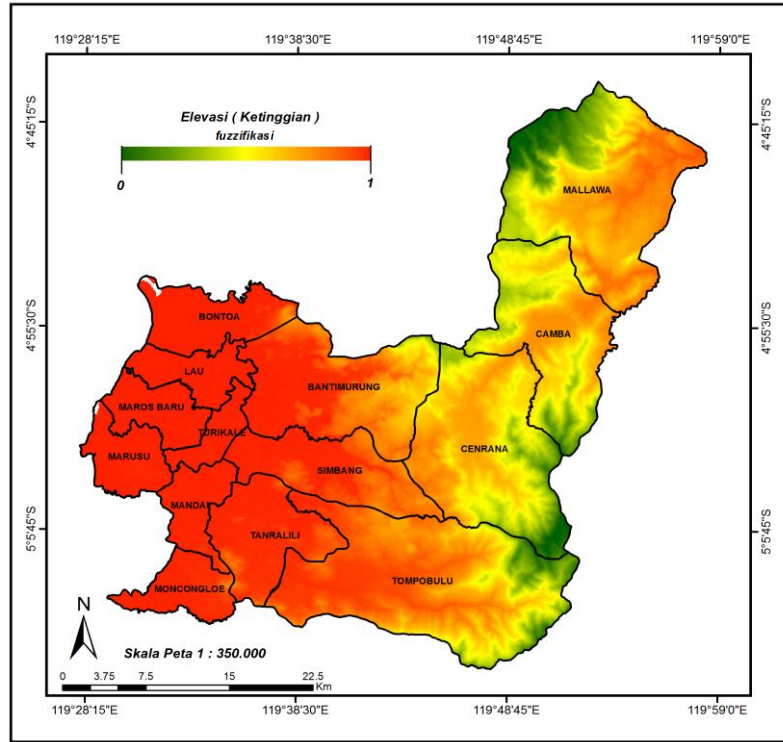 119°28'15"E 119°38'30"E 119°48'45"E 119°59'0"E
4°45'15"S 4°45'15"S
Elevasi ( Ketinggian )
fuzzifikasi
0 1
MALLAWA
4°55'30"S 4°55'30"S
BONTOA
CAMBA
LAU
BANTIMURUNG
MAROS BARU
TURIKALE
CENRANA
MARUSU
SIMBANG
MANDAI
5°5'45"S 5°5'45"S
TANRALILI
TOMPOBULU
MONCONGLOE
N
Skala Peta 1 : 350.000
0 3.75 7.5 15 22.5
Km
119°28'15"E 119°38'30"E 119°48'45"E 119°59'0"E